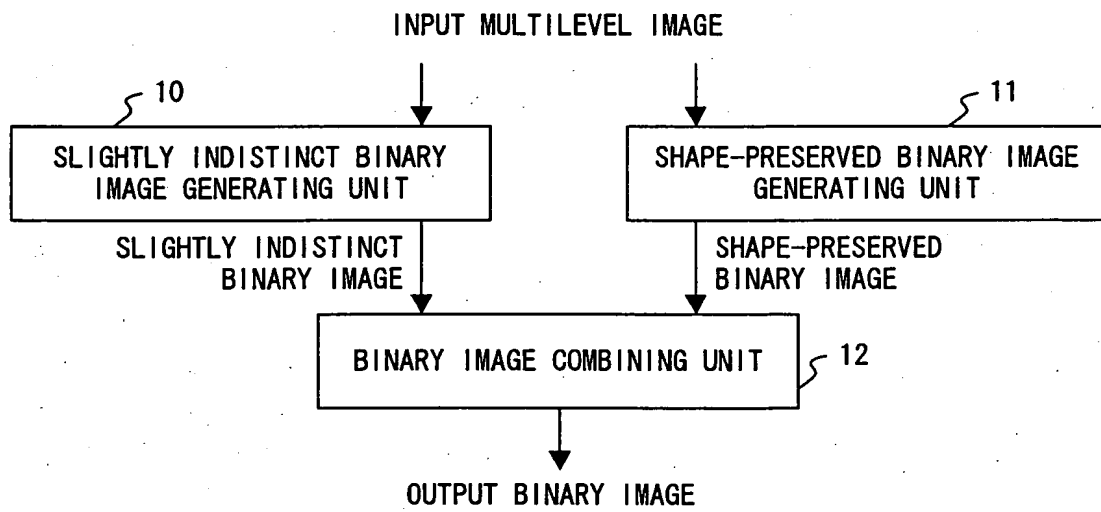 INPUT MULTILEVEL IMAGE
10
11
SLIGHTLY INDISTINCT BINARY
IMAGE GENERATING UNIT
SHAPE-PRESERVED BINARY IMAGE
GENERATING UNIT
SLIGHTLY INDISTINCT
BINARY IMAGE
SHAPE-PRESERVED
BINARY IMAGE
BINARY IMAGE COMBINING UNIT
12
OUTPUT BINARY IMAGE